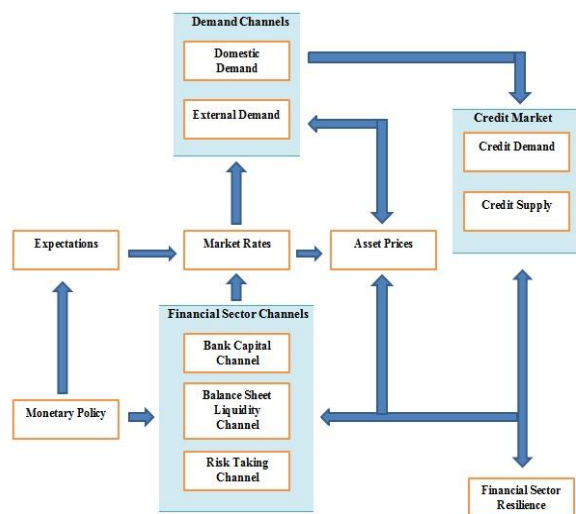 Demand Channels
Domestic
Demand
External Demand
Credit Market
Credit Demand
Credit Supply
Expectations
Market Rates
Asset Prices
Financial Sector Channels
Bank Capital
Channel
Monetary Policy
Balance Sheet
Liquidity
Channel
Risk Taking
Channel
Financial Sector
Resilience